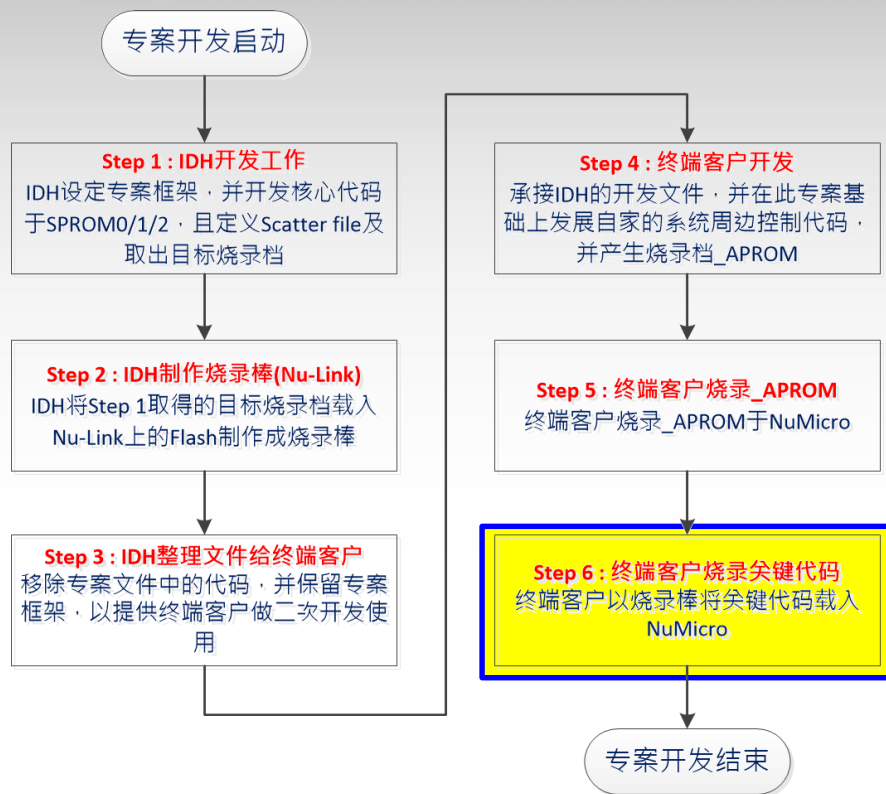 专案开发启动
Step 1 : IDH开发工作
IDH设定专案框架，并开发核心代码
于SPROM0/1/2，且定义Scatter file及
取出目标烧录档
Step 2 : IDH制作烧录棒(Nu-Link)
IDH将Step 1取得的目标烧录档载入
Nu-Link上的Flash制作成烧录棒
Step 3 : IDH整理文件给终端客户
移除专案文件中的代码，并保留专案
框架，以提供终端客户做二次开发使
用
Step 4 : 终端客户开发
承接IDH的开发文件，并在此专案基
础上发展自家的系统周边控制代码，
并产生烧录档_APROM
Step 5 : 终端客户烧录_APROM
终端客户烧录_APROM于NuMicro
Step 6 : 终端客户烧录关键代码
终端客户以烧录棒将关键代码载入
NuMicro
专案开发结束